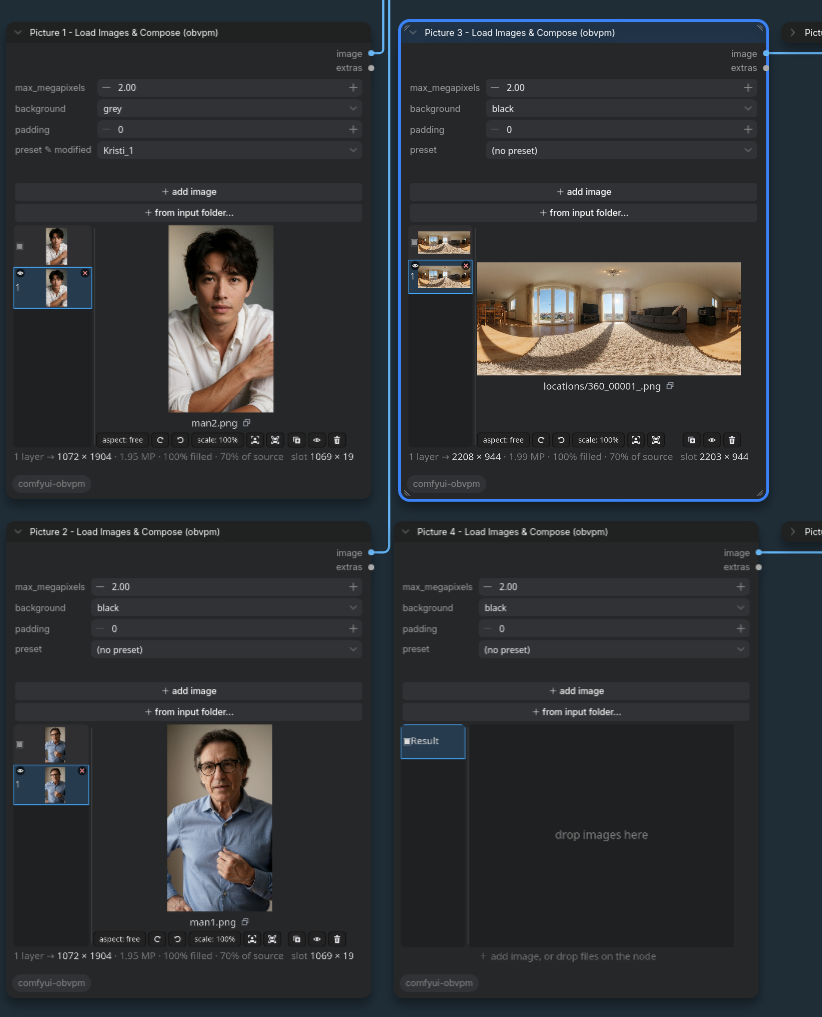 Picture 1 - Load Images & Compose (obvpm)
image
extras
max_megapixels — 2.00 +
background grey
padding — 0 +
preset ✎ modified Kristi_1
+ add image
+ from input folder...
1
man2.png
aspect: free scale: 100%
1 layer → 1072 × 1904 · 1.95 MP · 100% filled · 70% of source slot 1069 × 19
comfyui-obvpm
Picture 3 - Load Images & Compose (obvpm)
image
extras
max_megapixels — 2.00 +
background black
padding — 0 +
preset (no preset)
+ add image
+ from input folder...
1
locations/360_00001_.png
aspect: free scale: 100%
1 layer → 2208 × 944 · 1.99 MP · 100% filled · 70% of source slot 2203 × 944
comfyui-obvpm
Pictu
Picture 2 - Load Images & Compose (obvpm)
image
extras
max_megapixels — 2.00 +
background black
padding — 0 +
preset (no preset)
+ add image
+ from input folder...
1
man1.png
aspect: free scale: 100%
1 layer → 1072 × 1904 · 1.95 MP · 100% filled · 70% of source slot 1069 × 19
comfyui-obvpm
Picture 4 - Load Images & Compose (obvpm)
image
extras
max_megapixels — 2.00 +
background black
padding — 0 +
preset (no preset)
+ add image
+ from input folder...
Result
drop images here
+ add image, or drop files on the node
comfyui-obvpm
Pictu